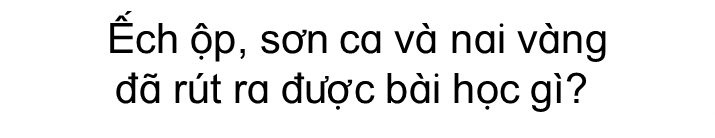 Ếch ộp, sơn ca và nai vàng
đã rút ra được bài học gì?